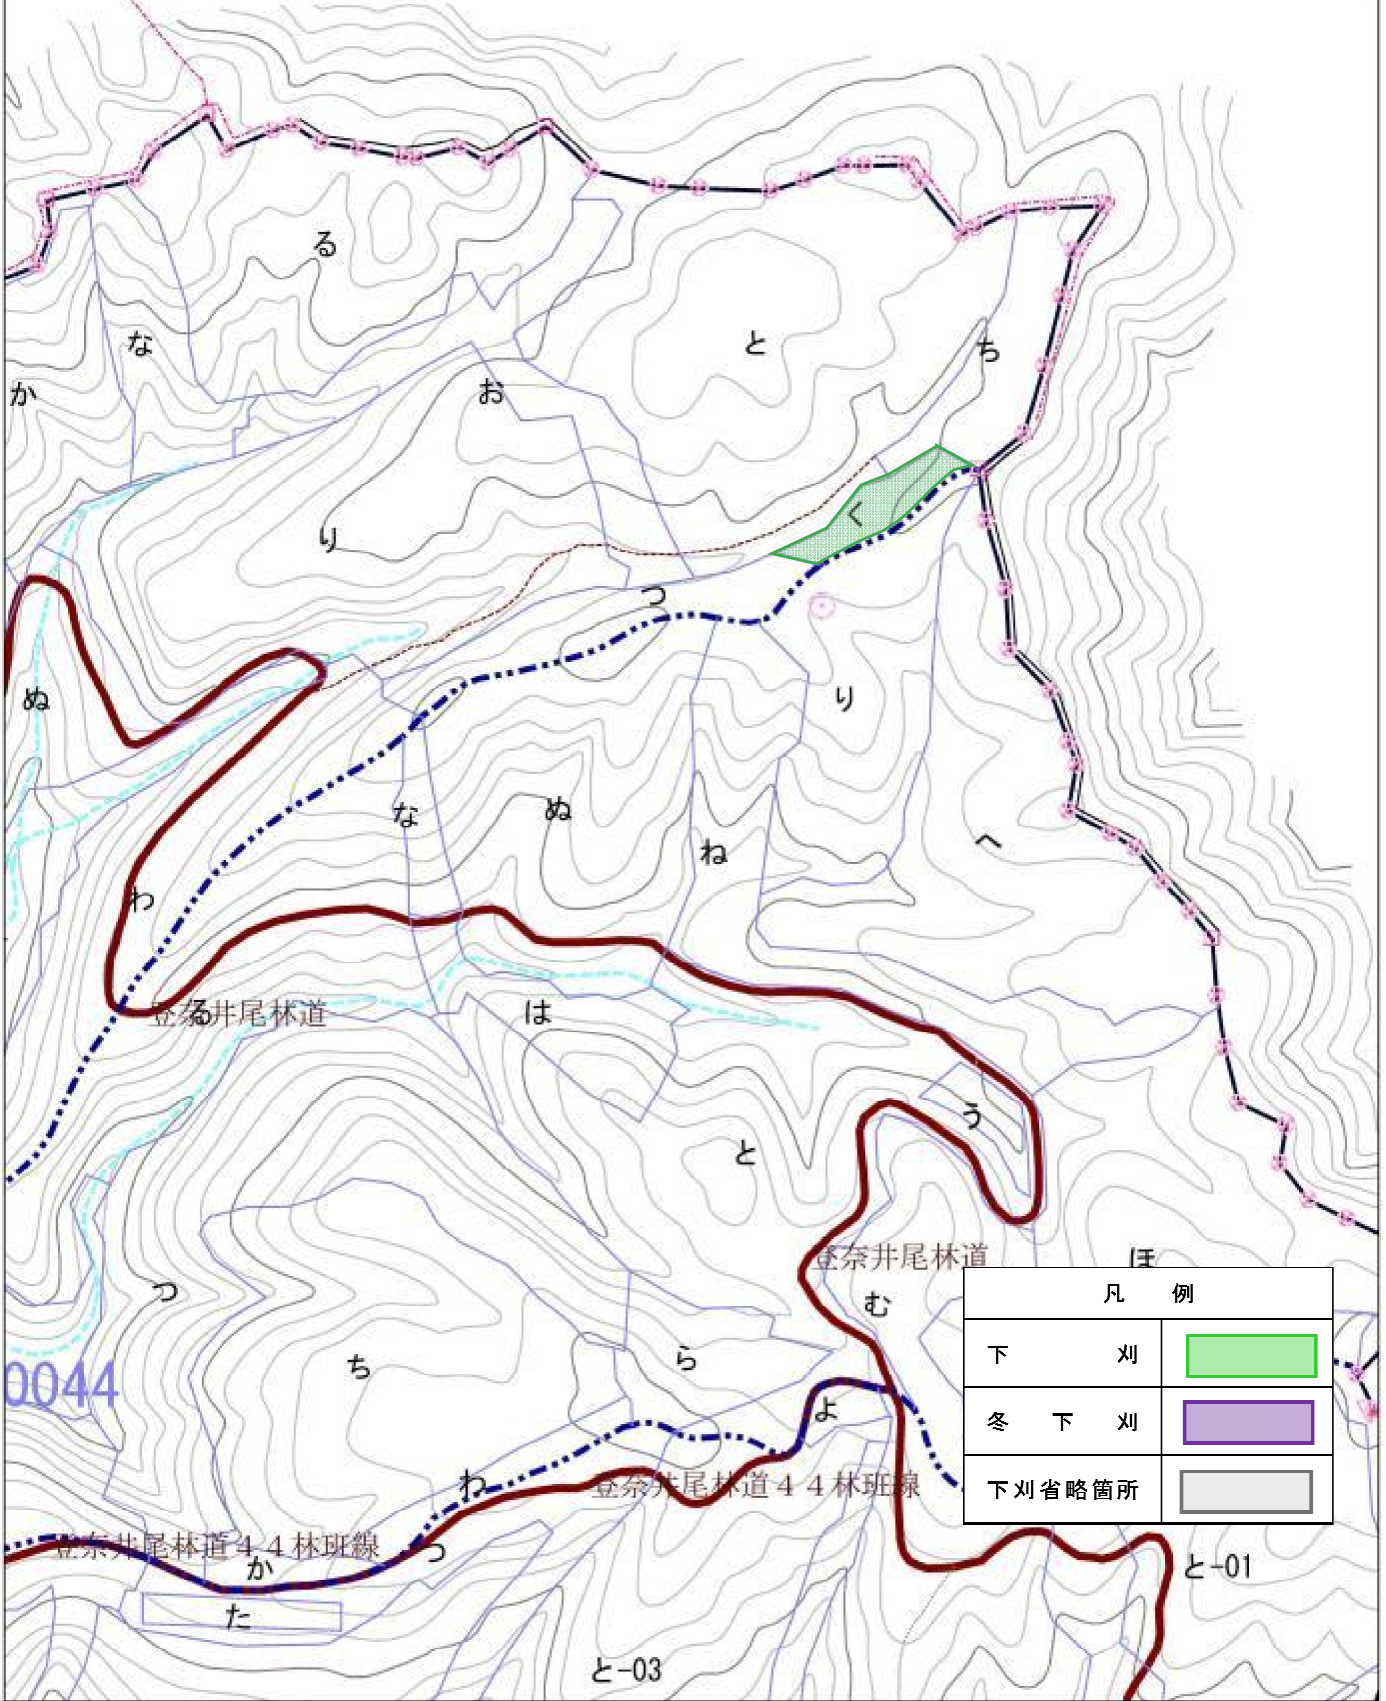 る
な
と
ち
か
お
り
く
つ
ぬ
り
な
ぬ
ね
へ
わ
登奈井尾林道
る
は
う
と
登奈井尾林道
ほ
つ
む
ち
ら
0044
よ
わ
登奈井尾林道44林班線
登奈井尾林道44林班線
つ
か
た
と-01
と-03
凡 例
下 刈
冬 下 刈
下刈省略箇所